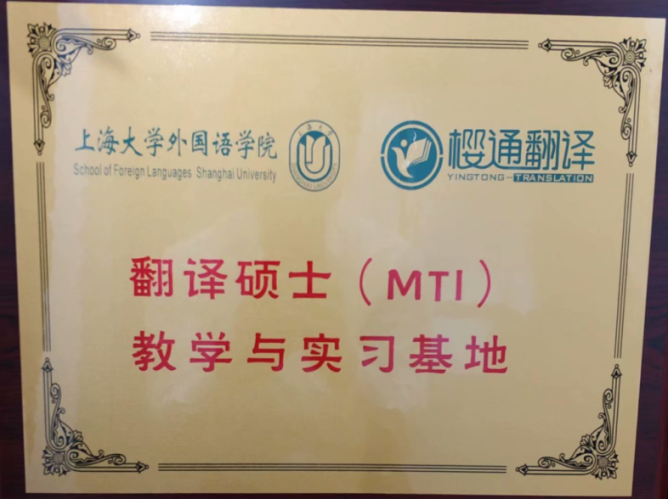 上海大学外国语学院
School of Foreign Languages Shanghai University
樱通翻译
YINGTONG-TRANSLATION
翻译硕士（MTI）
教学与实习基地